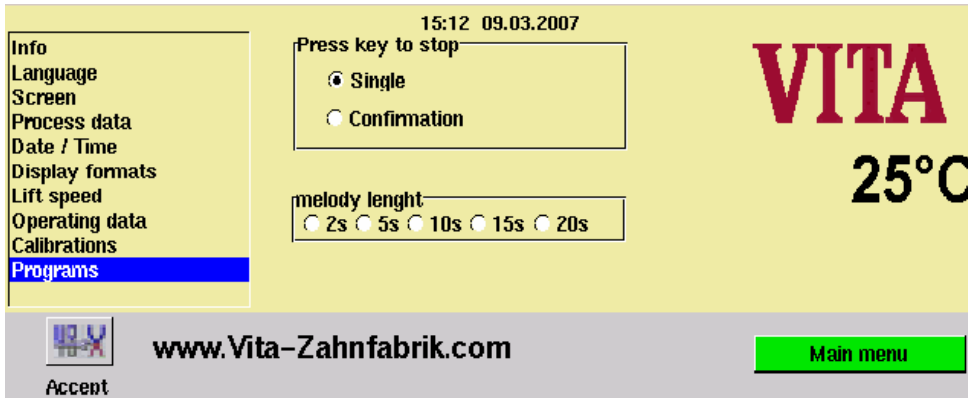 15:12 09.03.2007
Info
Language
Screen
Process data
Date / Time
Display formats
Lift speed
Operating data
Calibrations
Programs
Press key to stop
Single
Confirmation
melody lenght
2s 5s 10s 15s 20s
VITA
25°C
Accept
www.Vita-Zahnfabrik.com
Main menu